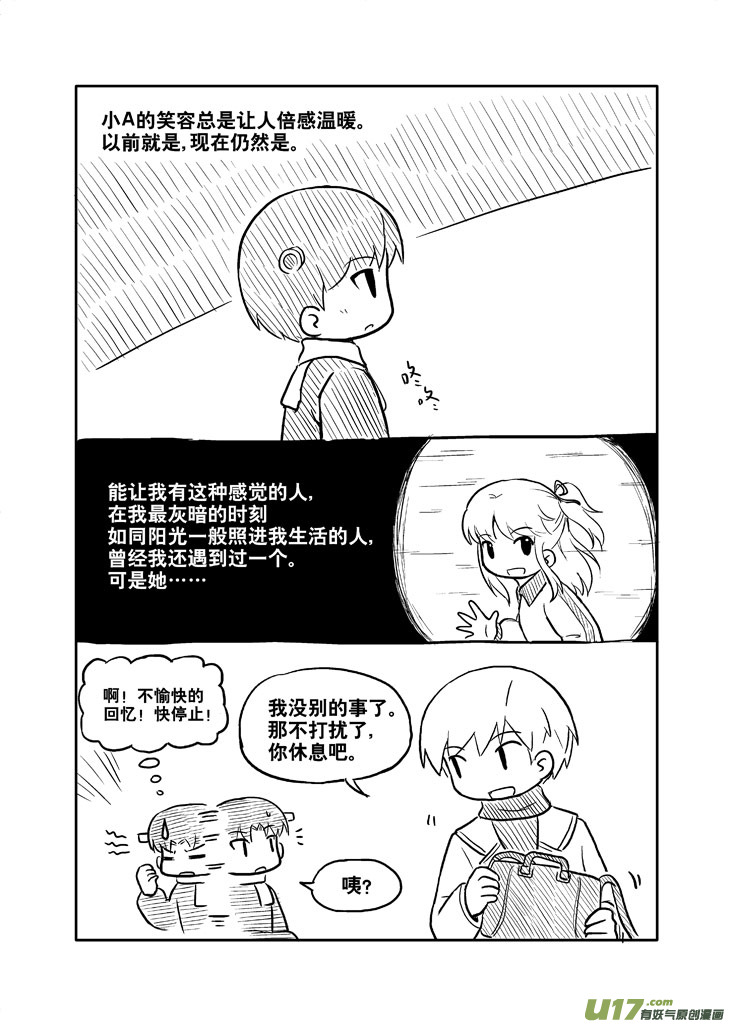 小A的笑容总是让人倍感温暖。
以前就是,现在仍然是。
咚
咚
能让我有这种感觉的人,
在我最灰暗的时刻
如同阳光一般照进我生活的人,
曾经我还遇到过一个。
可是她……
啊！不愉快的
回忆！快停止！
我没别的事了。
那不打扰了,
你休息吧。
咦？
U17.com
有妖气原创漫画